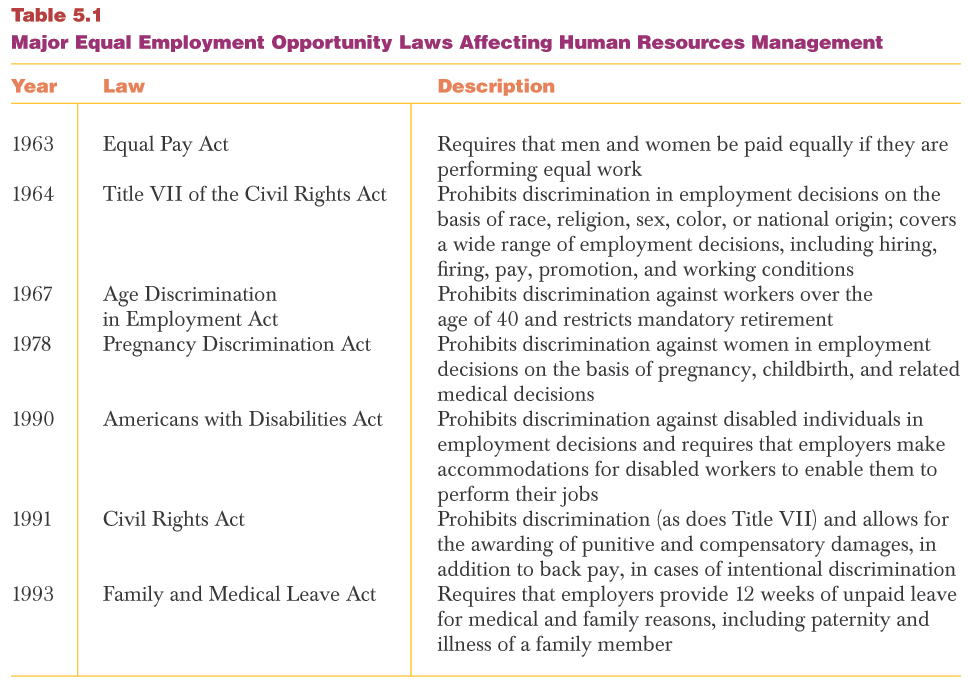 Table 5.1
Major Equal Employment Opportunity Laws Affecting Human Resources Management
Year Law Description
1963 Equal Pay Act Requires that men and women be paid equally if they are
performing equal work
1964 Title VII of the Civil Rights Act Prohibits discrimination in employment decisions on the
basis of race, religion, sex, color, or national origin; covers
a wide range of employment decisions, including hiring,
firing, pay, promotion, and working conditions
1967 Age Discrimination Prohibits discrimination against workers over the
in Employment Act age of 40 and restricts mandatory retirement
1978 Pregnancy Discrimination Act Prohibits discrimination against women in employment
decisions on the basis of pregnancy, childbirth, and related
medical decisions
1990 Americans with Disabilities Act Prohibits discrimination against disabled individuals in
employment decisions and requires that employers make
accommodations for disabled workers to enable them to
perform their jobs
1991 Civil Rights Act Prohibits discrimination (as does Title VII) and allows for
the awarding of punitive and compensatory damages, in
addition to back pay, in cases of intentional discrimination
1993 Family and Medical Leave Act Requires that employers provide 12 weeks of unpaid leave
for medical and family reasons, including paternity and
illness of a family member